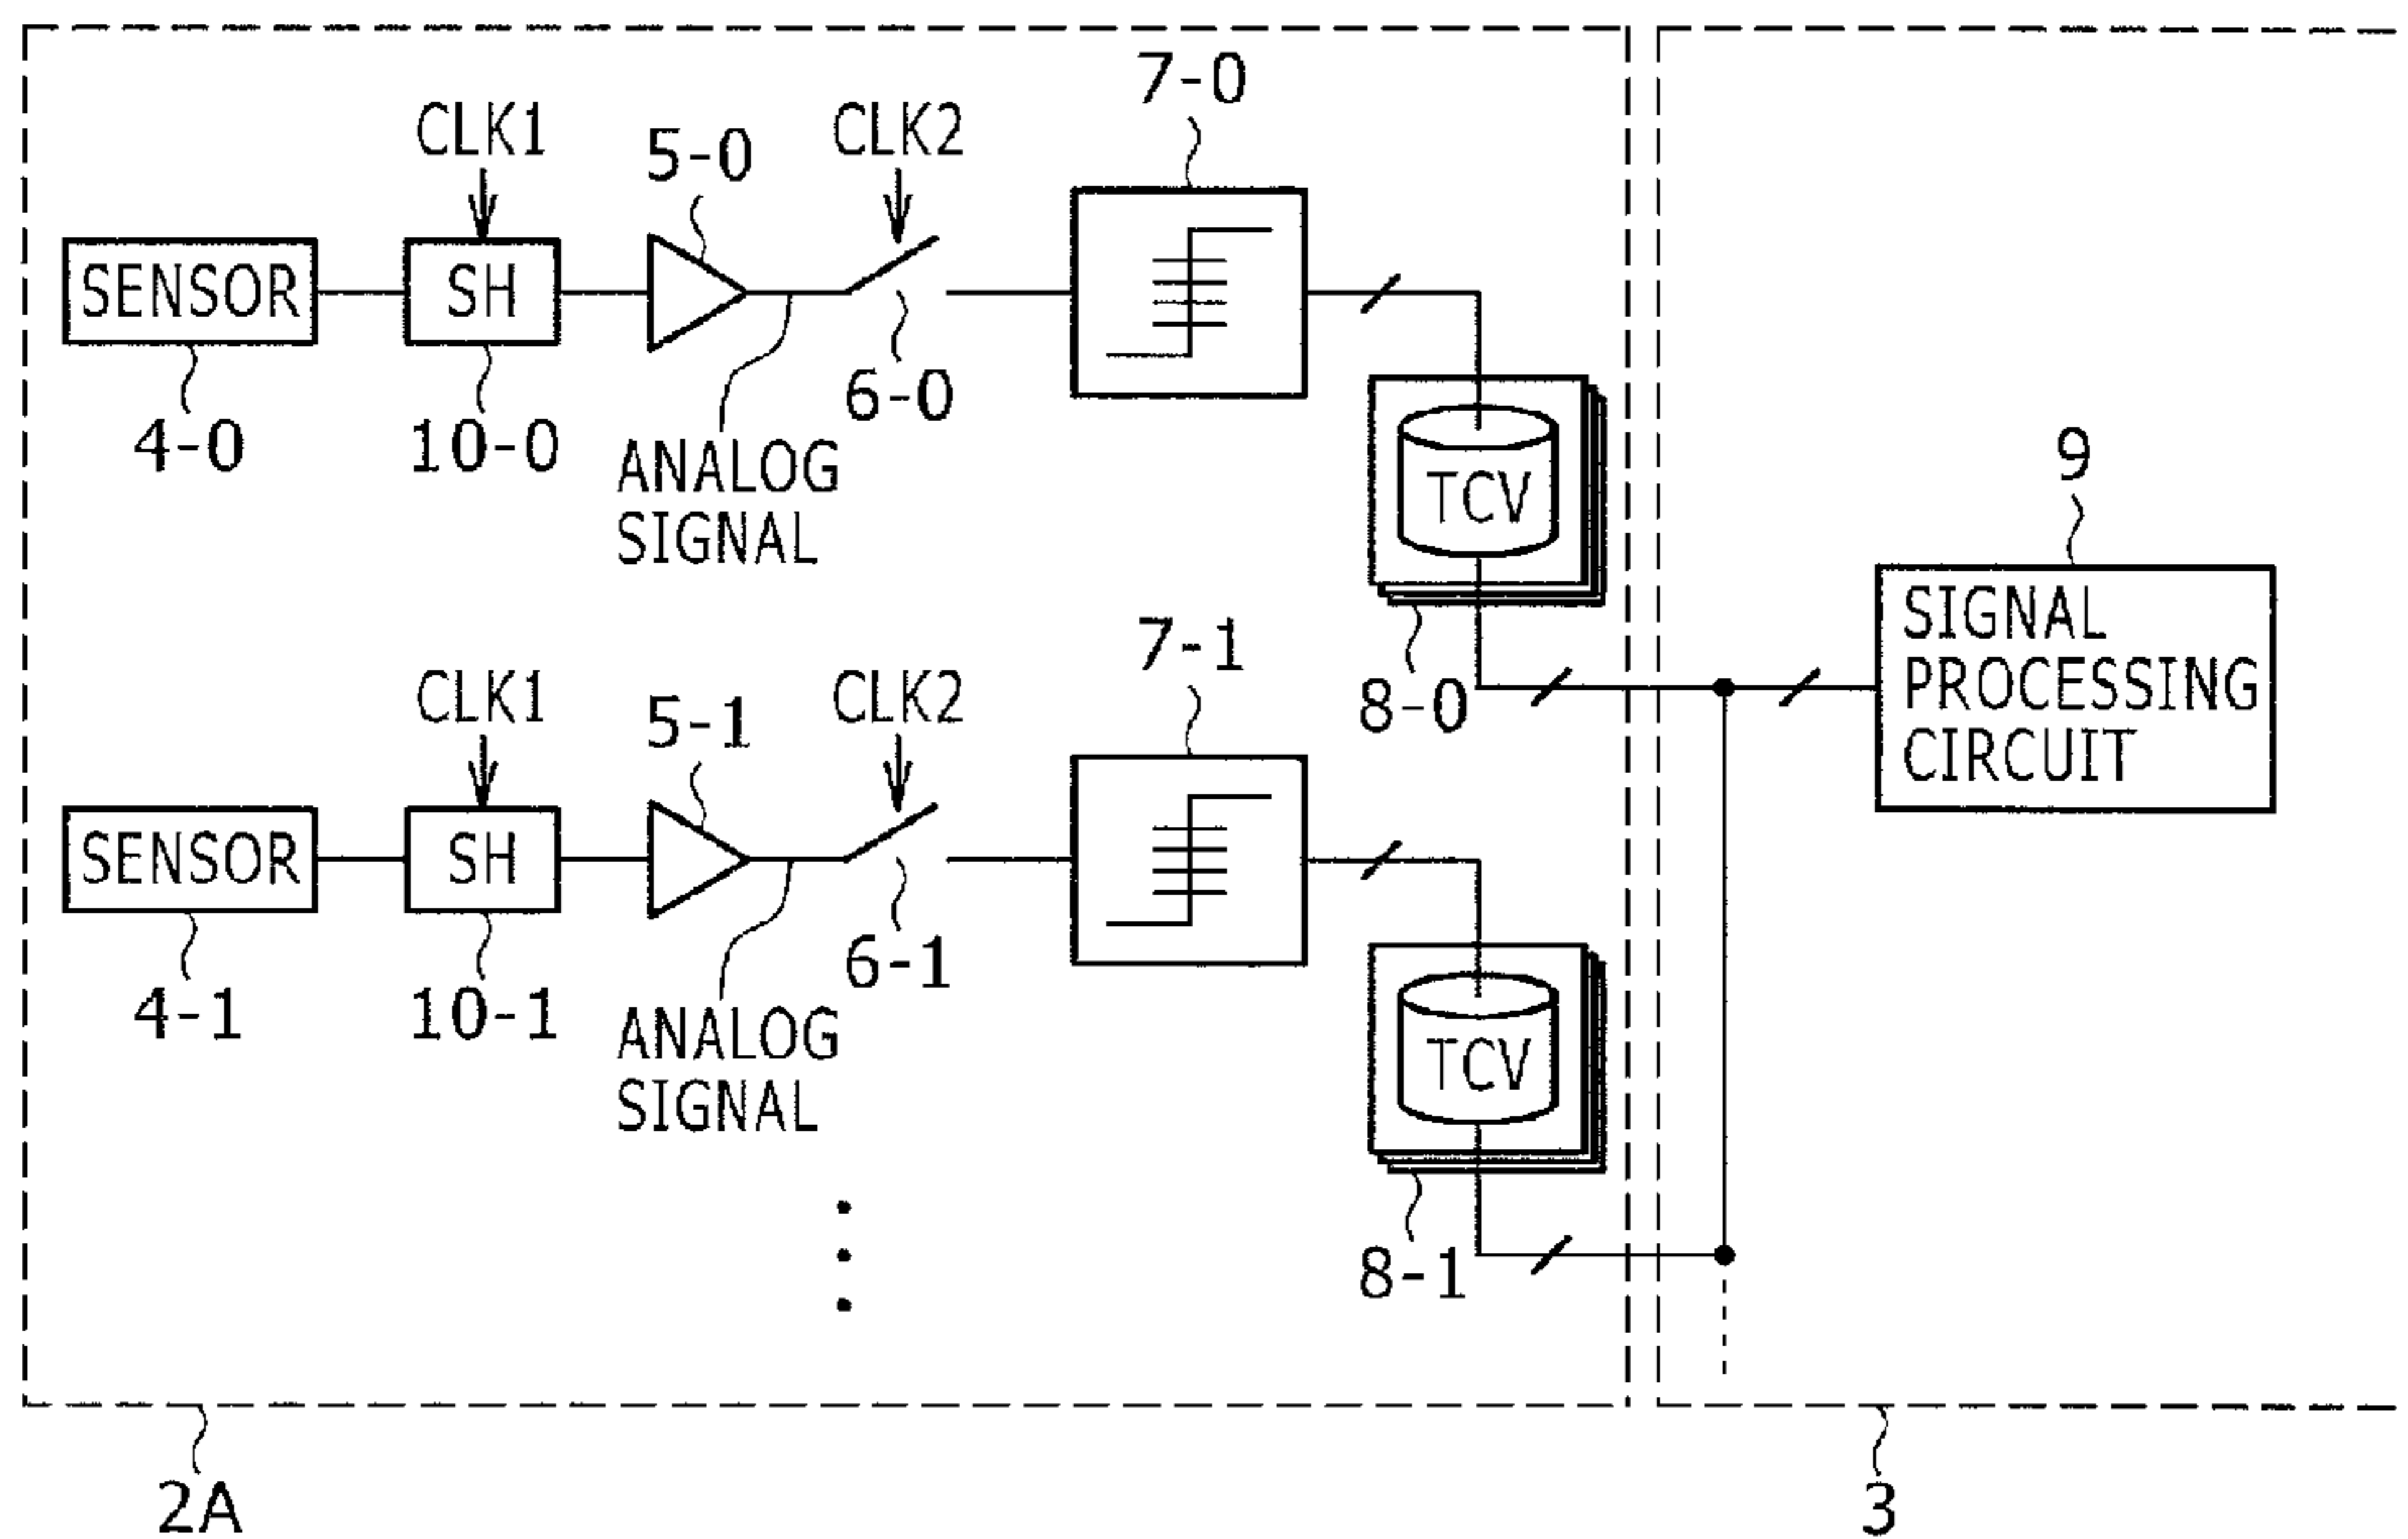 7-0
CLK1
5-0
CLK2
SENSOR
SH
4-0
10-0
6-0
ANALOG
SIGNAL
TCV
9
8-0
SIGNAL
PROCESSING
CIRCUIT
7-1
CLK1
5-1
CLK2
SENSOR
SH
4-1
10-1
6-1
ANALOG
SIGNAL
TCV
8-1
2A
3